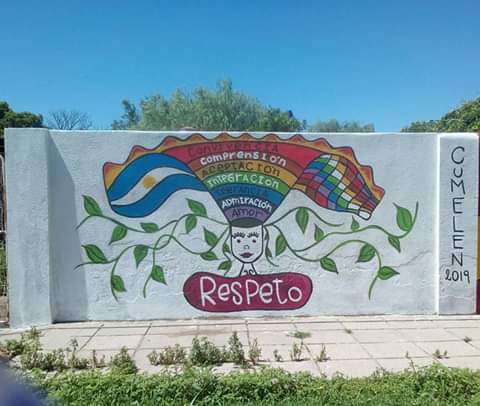 Convivencia
Comprensión
Aceptación
Integración
Tolerancia
Admiración
Amor
Respeto
CUMELEN
2019